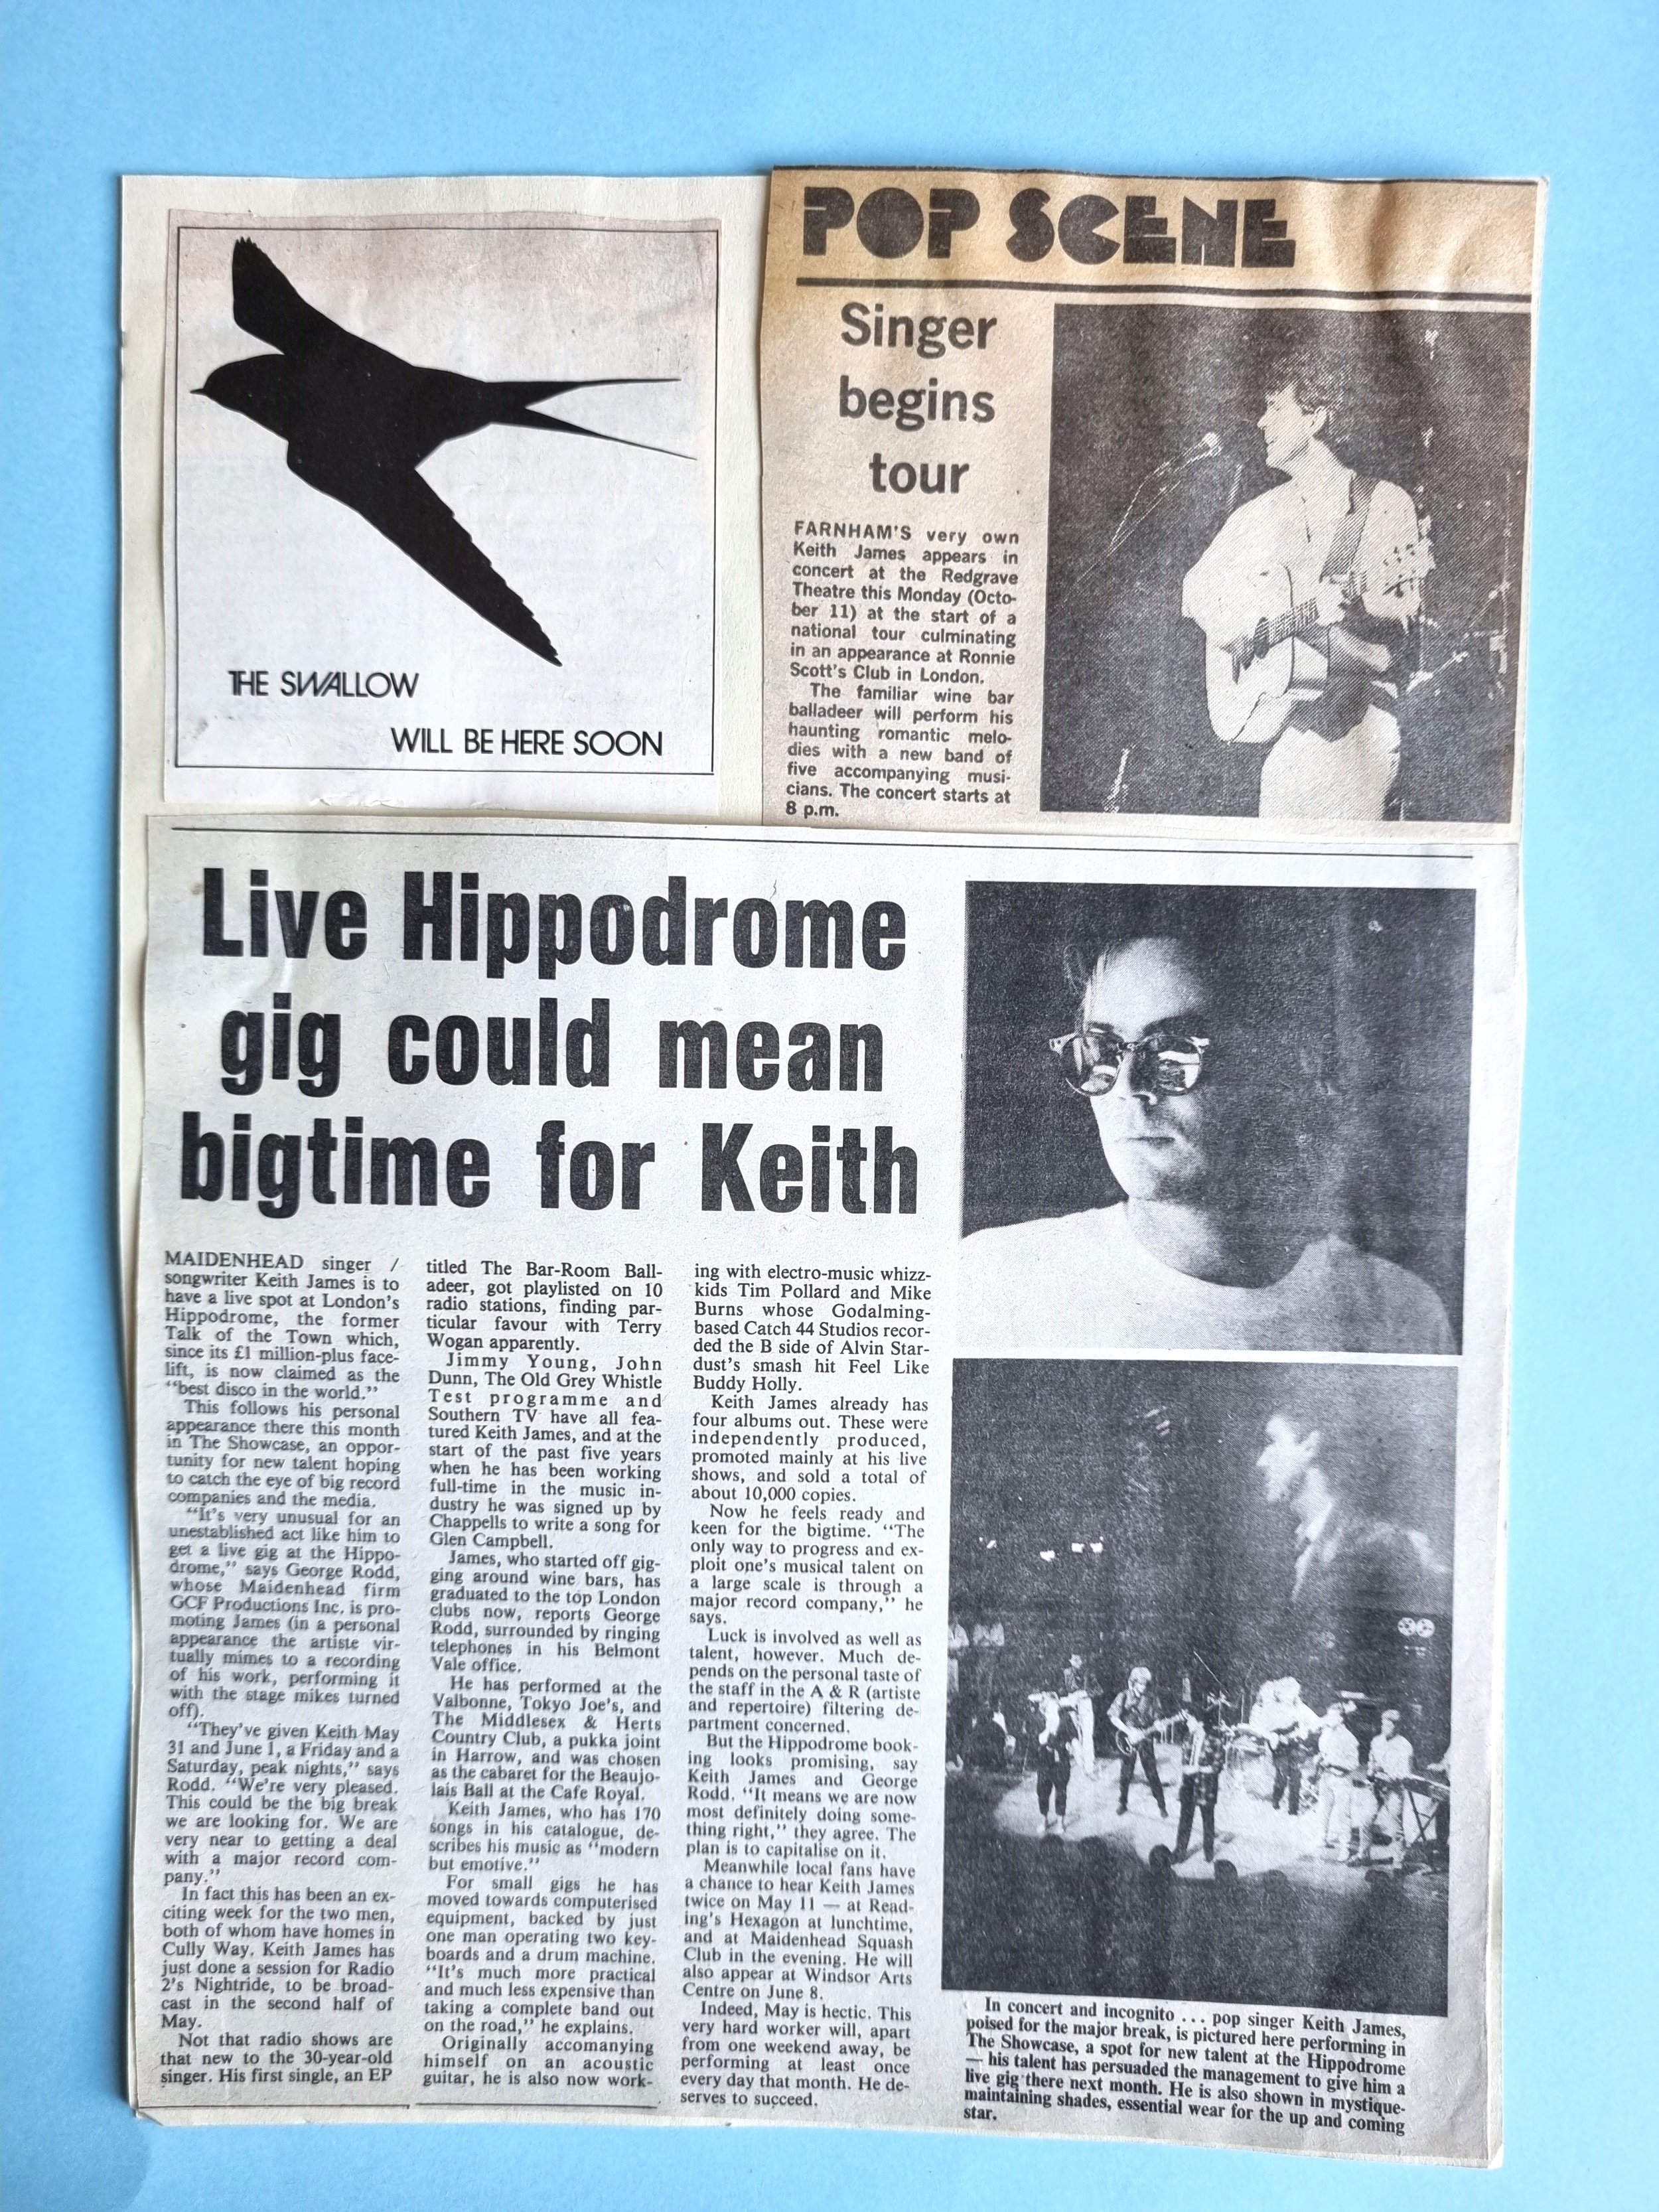 THE SWALLOW
WILL BE HERE SOON
POP SCENE
Singer
begins
tour
FARNHAM'S very own
Keith James appears in
concert at the Redgrave
Theatre this Monday (Octo-
ber 11) at the start of a
national tour culminating
in an appearance at Ronnie
Scott's Club in London.
The familiar wine bar
balladeer will perform his
haunting romantic melo-
dies with a new band of
five accompanying musi-
cians. The concert starts at
8 p.m.
Live Hippodrome
gig could mean
bigtime for Keith
MAIDENHEAD singer /
songwriter Keith James is to
have a live spot at London's
Hippodrome, the former
Talk of the Town which,
since its £1 million-plus face-
lift, is now claimed as the
"best disco in the world."
This follows his personal
appearance there this month
in The Showcase, an oppor-
tunity for new talent hoping
to catch the eye of big record
companies and the media.
"It's very unusual for an
unestablished act like him to
get a live gig at the Hippo-
drome," says George Rodd,
whose Maidenhead firm
GCF Productions Inc. is pro-
moting James (in a personal
appearance the artiste vir-
tually mimes to a recording
of his work, performing it
with the stage mikes turned
off).
"They've given Keith May
31 and June 1, a Friday and a
Saturday, peak nights," says
Rodd. "We're very pleased.
This could be the big break
we are looking for. We are
very near to getting a deal
with a major record com-
pany."
In fact this has been an ex-
citing week for the two men,
both of whom have homes in
Cully Way. Keith James has
just done a session for Radio
2's Nightride, to be broad-
cast in the second half of
May.
Not that radio shows are
that new to the 30-year-old
singer. His first single, an EP
titled The Bar-Room Ball-
adeer, got playlisted on 10
radio stations, finding par-
ticular favour with Terry
Wogan apparently.
Jimmy Young, John
Dunn, The Old Grey Whistle
Test programme and
Southern TV have all fea-
tured Keith James, and at the
start of the past five years
when he has been working
full-time in the music in-
dustry he was signed up by
Chappells to write a song for
Glen Campbell.
James, who started off gig-
ging around wine bars, has
graduated to the top London
clubs now, reports George
Rodd, surrounded by ringing
telephones in his Belmont
Vale office.
He has performed at the
Valbonne, Tokyo Joe's, and
The Middlesex & Herts
Country Club, a pukka joint
in Harrow, and was chosen
as the cabaret for the Beaujo-
lais Ball at the Cafe Royal.
Keith James, who has 170
songs in his catalogue, de-
scribes his music as "modern
but emotive."
For small gigs he has
moved towards computerised
equipment, backed by just
one man operating two key-
boards and a drum machine.
"It's much more practical
and much less expensive than
taking a complete band out
on the road," he explains.
Originally accomanying
himself on an acoustic
guitar, he is also now work-
ing with electro-music whizz-
kids Tim Pollard and Mike
Burns whose Godalming-
based Catch 44 Studios recor-
ded the B side of Alvin Star-
dust's smash hit Feel Like
Buddy Holly.
Keith James already has
four albums out. These were
independently produced,
promoted mainly at his live
shows, and sold a total of
about 10,000 copies.
Now he feels ready and
keen for the bigtime. "The
only way to progress and ex-
ploit one's musical talent on
a large scale is through a
major record company," he
says.
Luck is involved as well as
talent, however. Much de-
pends on the personal taste of
the staff in the A & R (artiste
and repertoire) filtering de-
partment concerned.
But the Hippodrome book-
ing looks promising, say
Keith James and George
Rodd. "It means we are now
most definitely doing some-
thing right," they agree. The
plan is to capitalise on it.
Meanwhile local fans have
a chance to hear Keith James
twice on May 11 — at Read-
ing's Hexagon at lunchtime,
and at Maidenhead Squash
Club in the evening. He will
also appear at Windsor Arts
Centre on June 8.
Indeed, May is hectic. This
very hard worker will, apart
from one weekend away, be
performing at least once
every day that month. He de-
serves to succeed.
In concert and incognito . . . pop singer Keith James,
poised for the major break, is pictured here performing in
The Showcase, a spot for new talent at the Hippodrome
— his talent has persuaded the management to give him a
live gig there next month. He is also shown in mystique-
maintaining shades, essential wear for the up and coming
star.